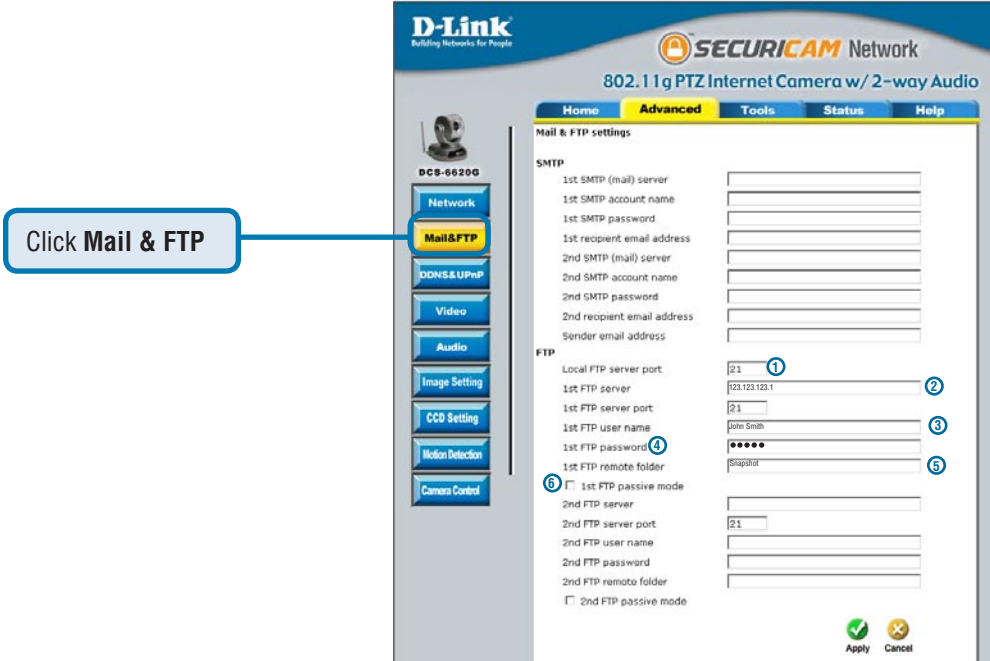 D-Link
Building Networks for People
SECURICAM Network
802.11g PTZ Internet Camera w/ 2-way Audio
Home Advanced Tools Status Help
DCS-6620G
Network
Mail&FTP
DDNS&UPnP
Video
Audio
Image Setting
CCD Setting
Motion Detection
Camera Control
Click Mail & FTP
Mail & FTP settings
SMTP
1st SMTP (mail) server
1st SMTP account name
1st SMTP password
1st recipient email address
2nd SMTP (mail) server
2nd SMTP account name
2nd SMTP password
2nd recipient email address
Sender email address
FTP
Local FTP server port 21 1
1st FTP server 123.123.123.1 2
1st FTP server port 21
1st FTP user name John Smith 3
1st FTP password 4 •••••
1st FTP remote folder Snapshot 5
6 1st FTP passive mode
2nd FTP server
2nd FTP server port 21
2nd FTP user name
2nd FTP password
2nd FTP remote folder
2nd FTP passive mode
Apply Cancel